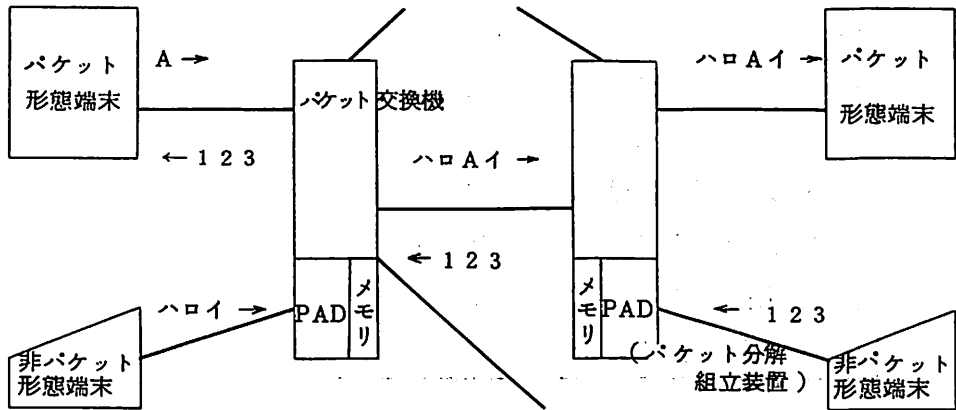 パケット
形態端末
A →
← 1 2 3
パケット交換機
ハロAイ →
← 1 2 3
ハロAイ →
パケット
形態端末
ハロイ →
PAD
メモリ
非パケット
形態端末
メモリ
PAD
← 1 2 3
(パケット分解
組立装置)
非パケット
形態端末